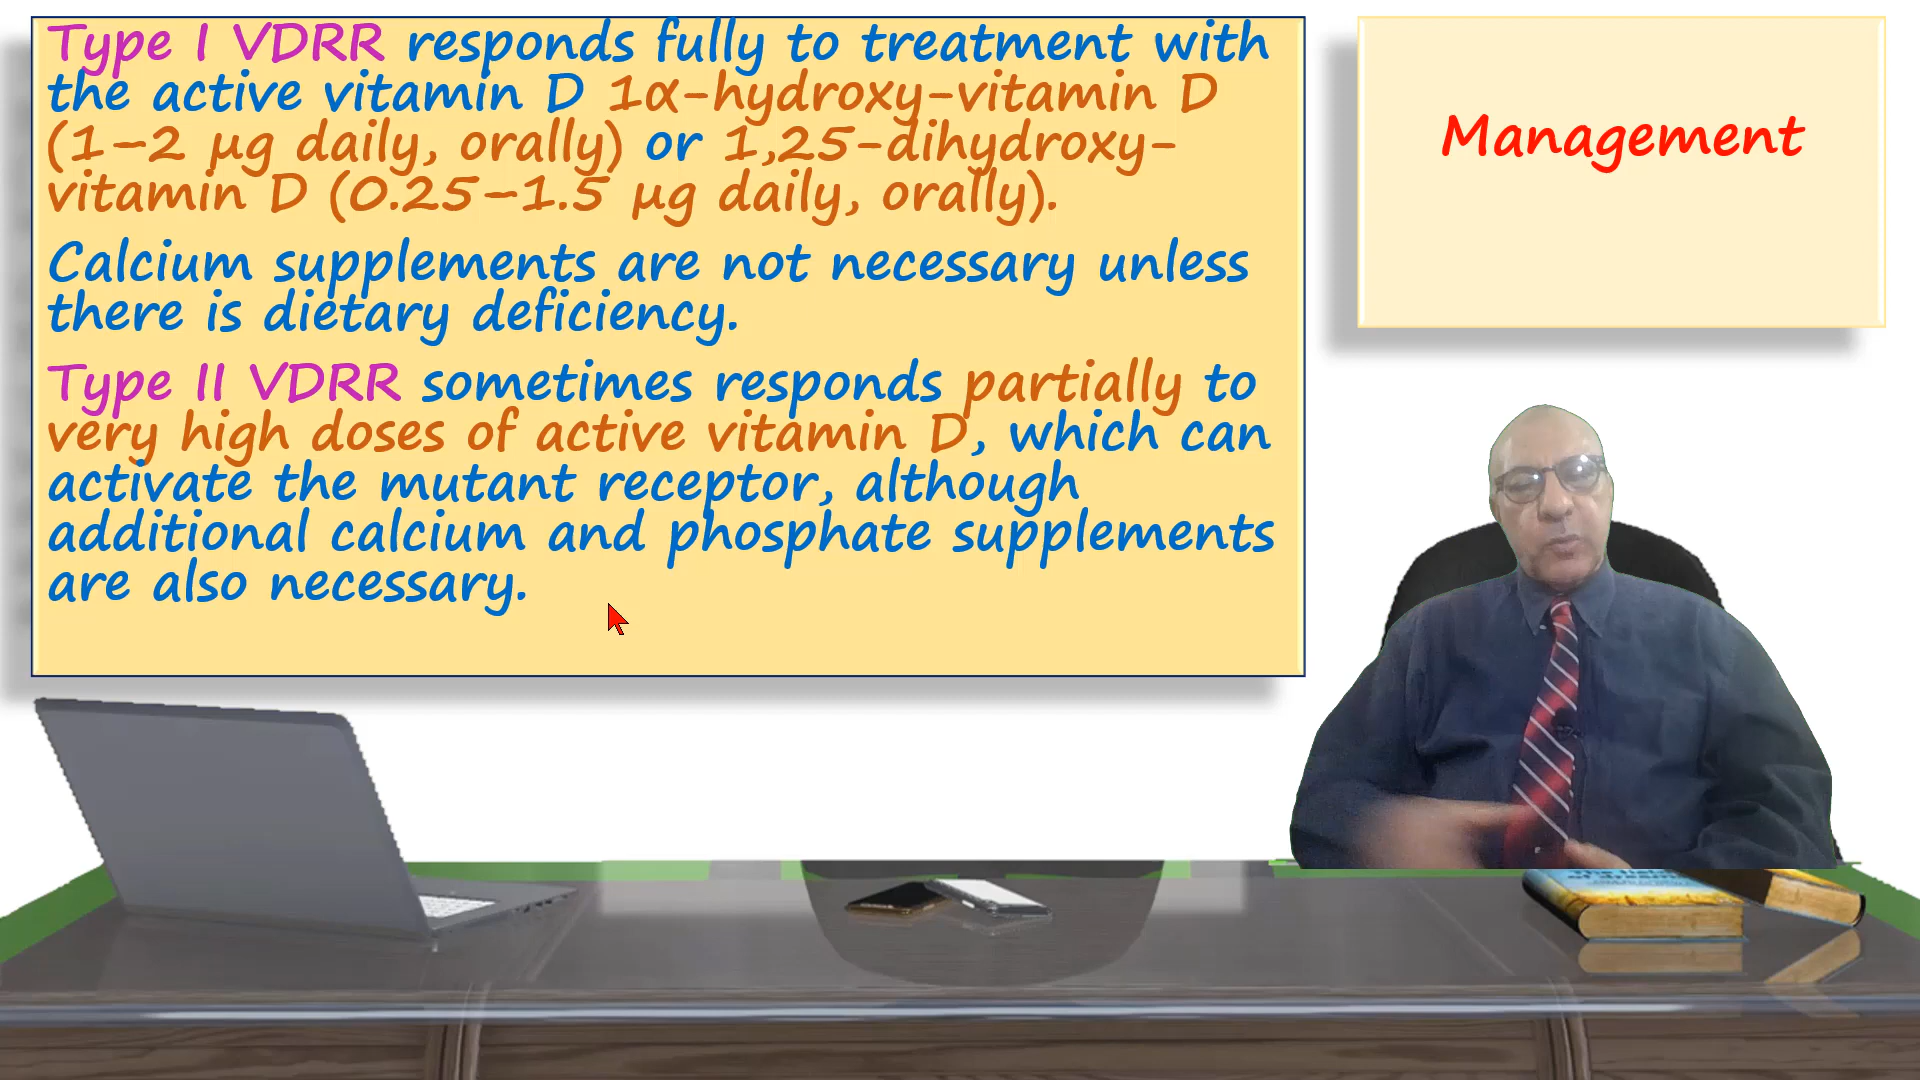 Type I VDRR responds fully to treatment with
the active vitamin D 1α-hydroxy-vitamin D
(1–2 µg daily, orally) or 1,25-dihydroxy-
vitamin D (0.25–1.5 µg daily, orally).
Calcium supplements are not necessary unless
there is dietary deficiency.
Type II VDRR sometimes responds partially to
very high doses of active vitamin D, which can
activate the mutant receptor, although
additional calcium and phosphate supplements
are also necessary.
Management